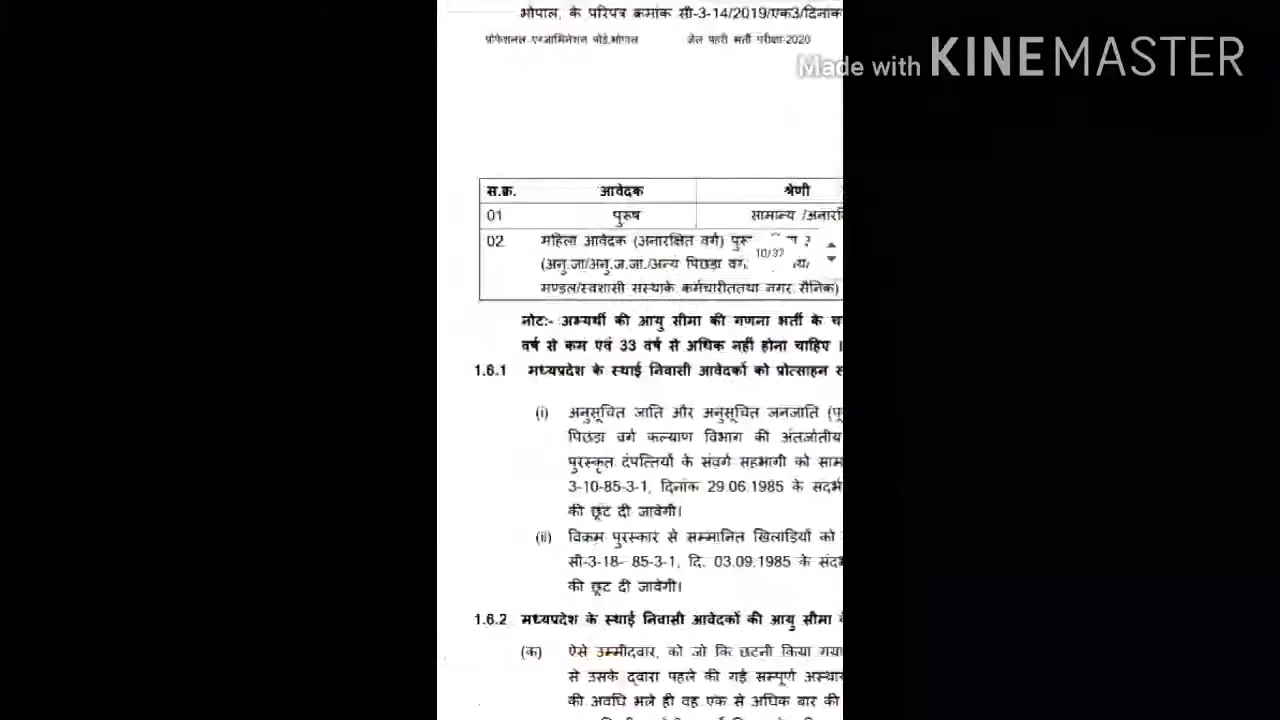 भोपाल, के परिपत्र क्रमांक सी-3-14/2019/एक3/दिनांक
प्रोफेशनल एग्जामिनेशन बोर्ड,भोपाल जेल प्रहरी भर्ती परीक्षा-2020
Made with KINEMASTER
स.क्र. आवेदक श्रेणी
01 पुरूष सामान्य /अनारक्षि
02 महिला आवेदक (अनारक्षित वर्ग)
10/32
(अनु.जा/अनु.ज.जा./अन्य पिछड़ा
मण्डल/स्वशासी संस्थाके कर्मचारीततथा नगर सैनिक)
नोट:- अभ्यर्थी की आयु सीमा की गणना भर्ती के
वर्ष से कम एवं 33 वर्ष से अधिक नहीं होना चाहिए ।
1.6.1 मध्यप्रदेश के स्थाई निवासी आवेदकों को प्रोत्साहन
(i) अनुसूचित जाति और अनुसूचित जनजाति
पिछड़ा वर्ग कल्याण विभाग की अंतर्जातीय
पुरस्कृत दंपत्तियों के संवर्ण सहभागी को
3-10-85-3-1, दिनांक 29.06.1985 के संदर्भ
की छूट दी जावेगी।
(ii) विक्रम पुरस्कार से सम्मानित खिलाड़ियों को
सी-3-18- 85-3-1, दि. 03.09.1985 के संदर्भ
की छूट दी जावेगी।
1.6.2 मध्यप्रदेश के स्थाई निवासी आवेदकों की आयु सीमा
(क) ऐसे उम्मीदवार, को जो कि छटनी किया गया
से उसके द्वारा पहले की गई सम्पूर्ण
की अवधि भले ही वह एक से अधिक बार की